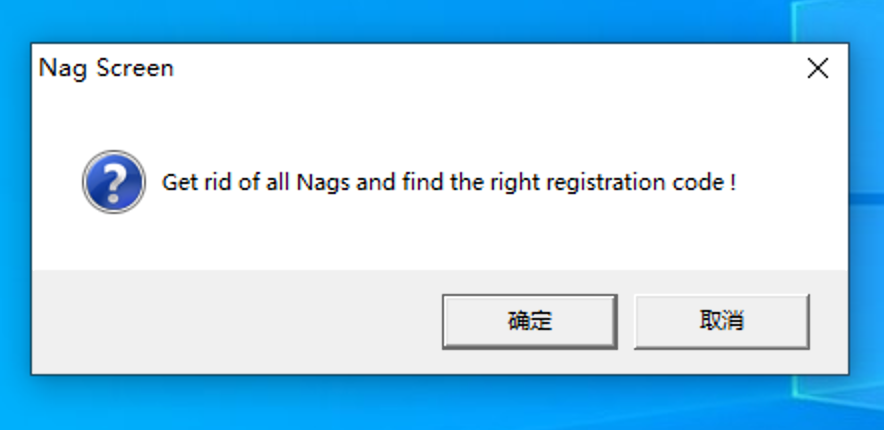 Nag Screen
Get rid of all Nags and find the right registration code !
确定
取消